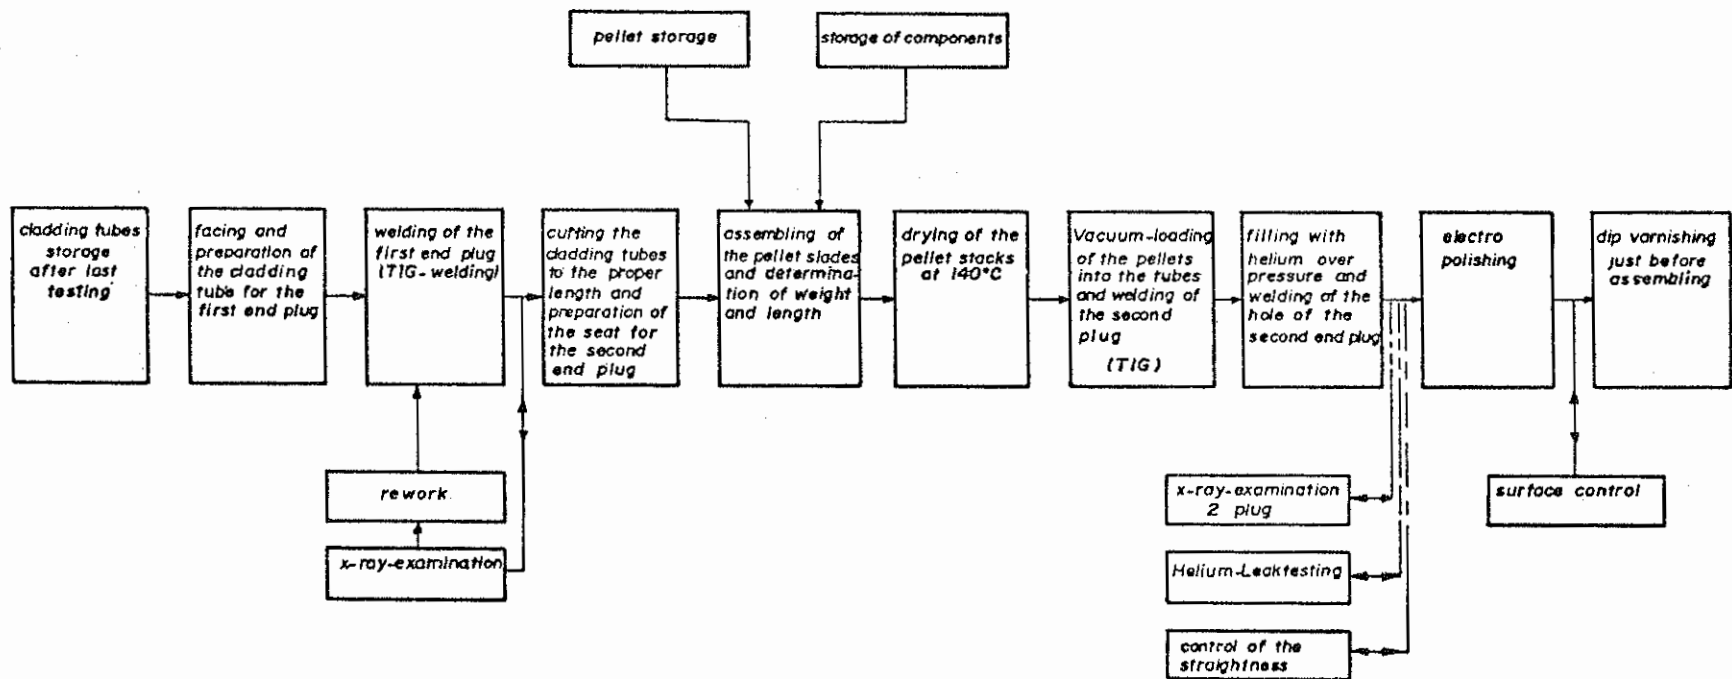 pellet storage
storage of components
cladding tubes
storage
after last
testing
facing and
preparation of
the cladding
tube for the
first end plug
welding of the
first end plug
(TIG-welding)
cutting the
cladding tubes
to the proper
length and
preparation of
the seat for
the second
end plug
assembling of
the pellet slades
and determina-
tion of weight
and length
drying of the
pellet stacks
at 140°C
Vacuum-loading
of the pellets
into the tubes
and welding of
the second
plug
(TIG)
filling with
helium over
pressure and
welding of the
hole of the
second end plug
electro
polishing
dip varnishing
just before
assembling
rework
x-ray-examination
x-ray-examination
2 plug
Helium-Leaktesting
control of the
straightness
surface control